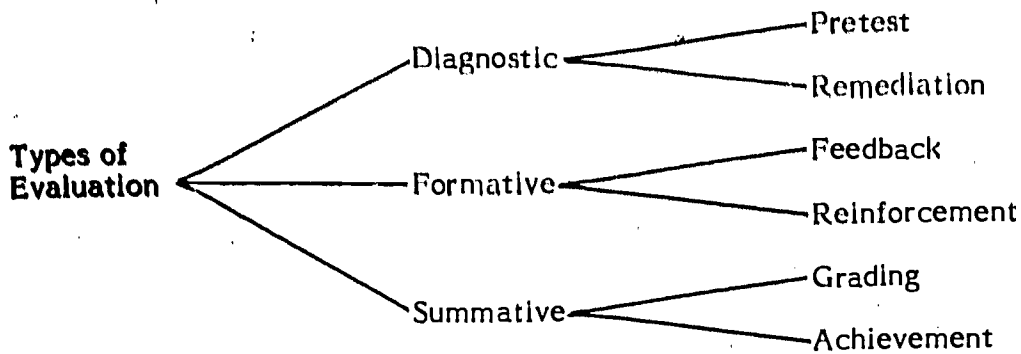 Types of
Evaluation
Diagnostic
Pretest
Remediation
Formative
Feedback
Reinforcement
Summative
Grading
Achievement